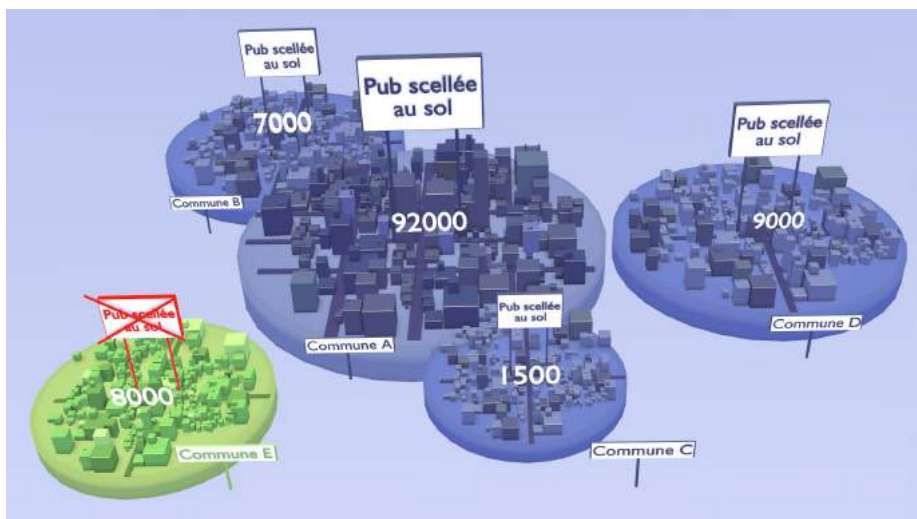 Pub scellée
au sol
7000
Commune B
Pub scellée
au sol
92000
Commune A
Pub scellée
au sol
9000
Commune D
Pub scellée
au sol
1500
Commune C
Pub scellée
au sol
8000
Commune E